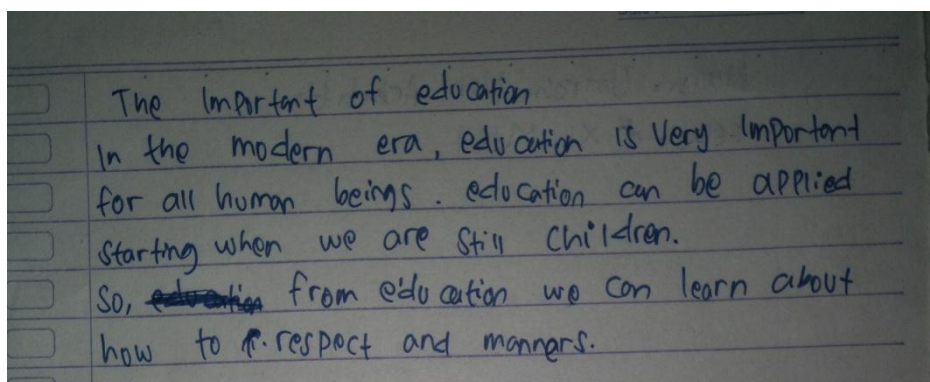 The Important of education
In the modern era, education is very important
for all human beings. education can be applied
starting when we are still children.
So, from education we can learn about
how to respect and manners.